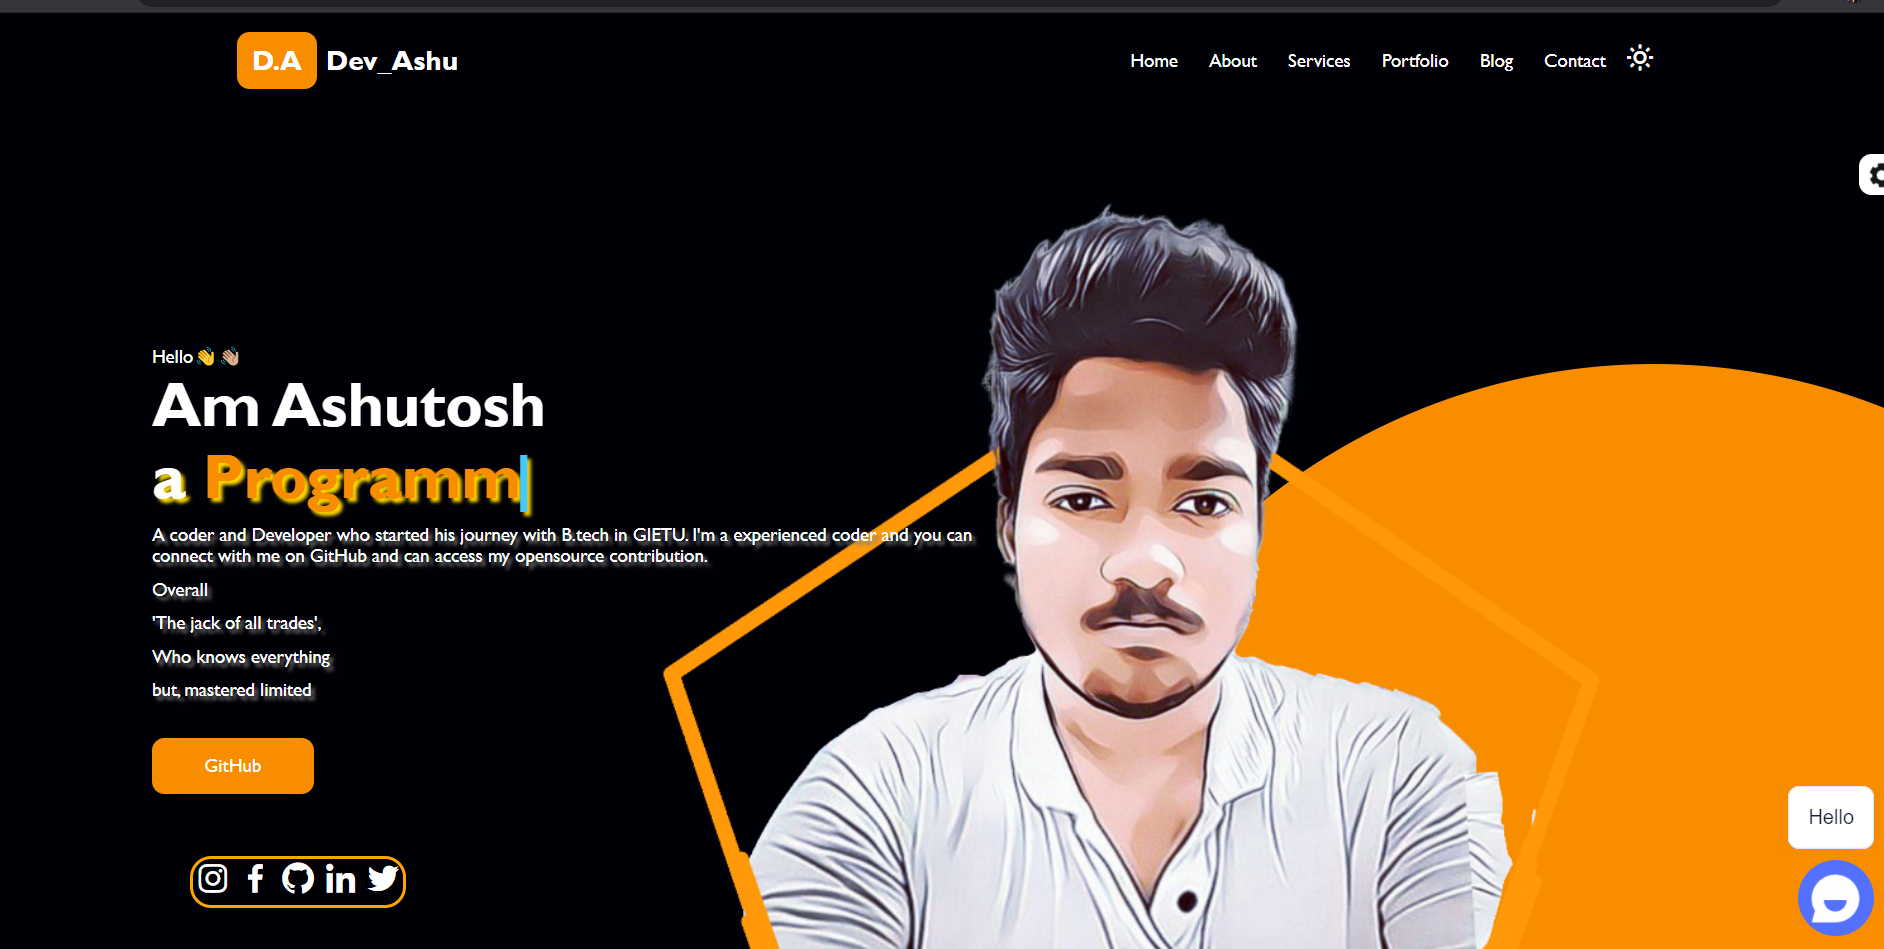 D.A Dev_Ashu Home About Services Portfolio Blog Contact
Hello👋 👋🏼
Am Ashutosh
a Programm
A coder and Developer who started his journey with B.tech in GIETU. I'm a experienced coder and you can
connect with me on GitHub and can access my opensource contribution.
Overall
'The jack of all trades',
Who knows everything
but, mastered limited
GitHub
Hello